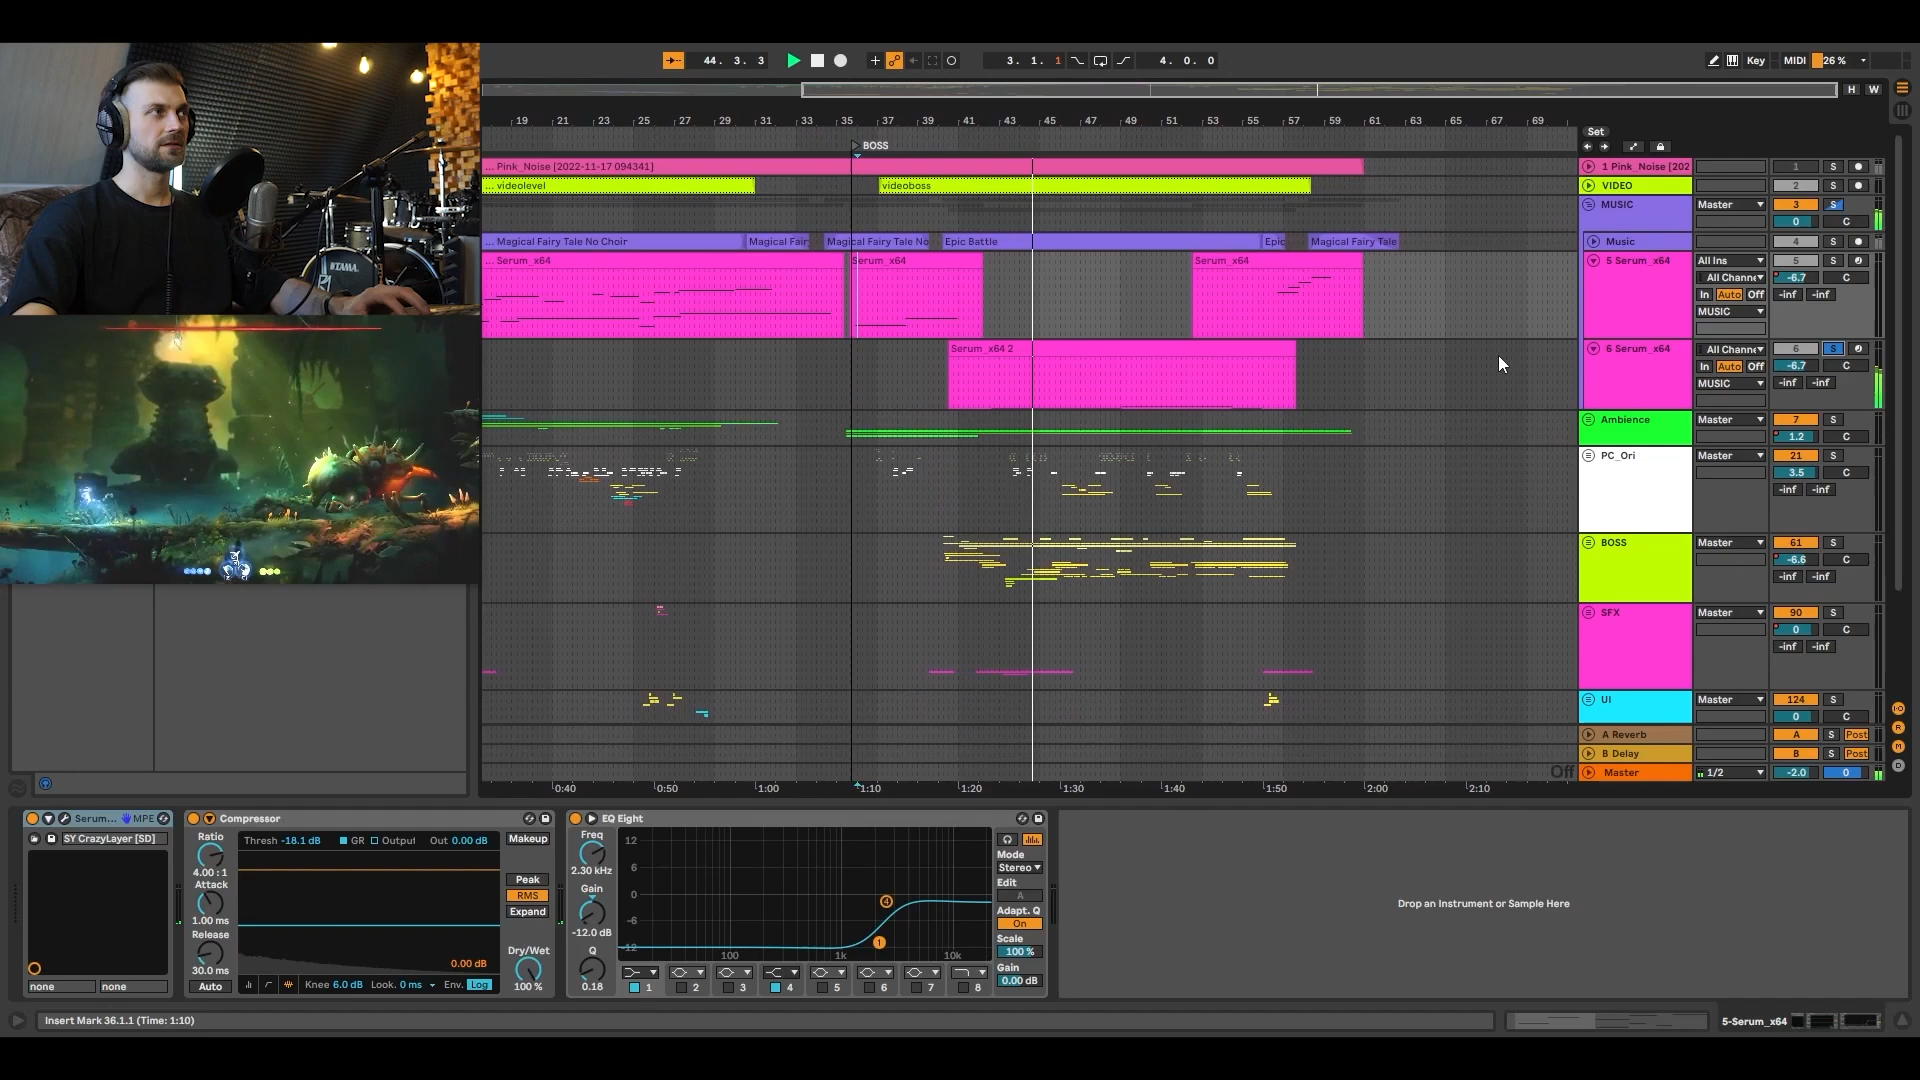 44. 3. 3
3. 1. 1
4. 0. 0
Key
MIDI
26 %
H W
19 21 23 25 27 29 31 33 35 37 39 41 43 45 47 49 51 53 55 57 59 61 63 65 67 69
Set
BOSS
... Pink_Noise [2022-11-17 094341]
1 Pink_Noise [202
1 S
... videolevel
videoboss
VIDEO
2 S
MUSIC
Master
3 S
0 C
... Magical Fairy Tale No Choir
Magical Fair
Magical Fairy Tale No
Epic Battle
Epic
Magical Fairy Tale
Music
4 S
... Serum_x64
Serum_x64
Serum_x64
5 Serum_x64
All Ins
5 S
All Channe
-6.7 C
In Auto Off
-inf -inf
MUSIC
Serum_x64 2
6 Serum_x64
All Channe
6 S
In Auto Off
-6.7 C
MUSIC
-inf -inf
Ambience
Master
7 S
1.2 C
PC_Ori
Master
21 S
3.5 C
-inf -inf
BOSS
Master
61 S
-6.6 C
-inf -inf
SFX
Master
90 S
0 C
-inf -inf
UI
Master
124 S
0 C
A Reverb
A S Post
B Delay
B S Post
Off
Master
1/2
-2.0 0
0:40 0:50 1:00 1:10 1:20 1:30 1:40 1:50 2:00 2:10
TAMA
Serum... MPE
SY CrazyLayer [SD]
none none
Compressor
Ratio
4.00 : 1
Attack
1.00 ms
Release
30.0 ms
Auto
Thresh -18.1 dB
GR
Output
Out 0.00 dB
0.00 dB
Knee 6.0 dB
Look. 0 ms
Env. Log
Makeup
Peak
RMS
Expand
Dry/Wet
100 %
EQ Eight
Freq
2.30 kHz
Gain
-12.0 dB
Q
0.18
12
6
0
-6
-12
100 1k 10k
4
1
1 2 3 4 5 6 7 8
Mode
Stereo
Edit
A
Adapt. Q
On
Scale
100 %
Gain
0.00 dB
Drop an Instrument or Sample Here
Insert Mark 36.1.1 (Time: 1:10)
5-Serum_x64